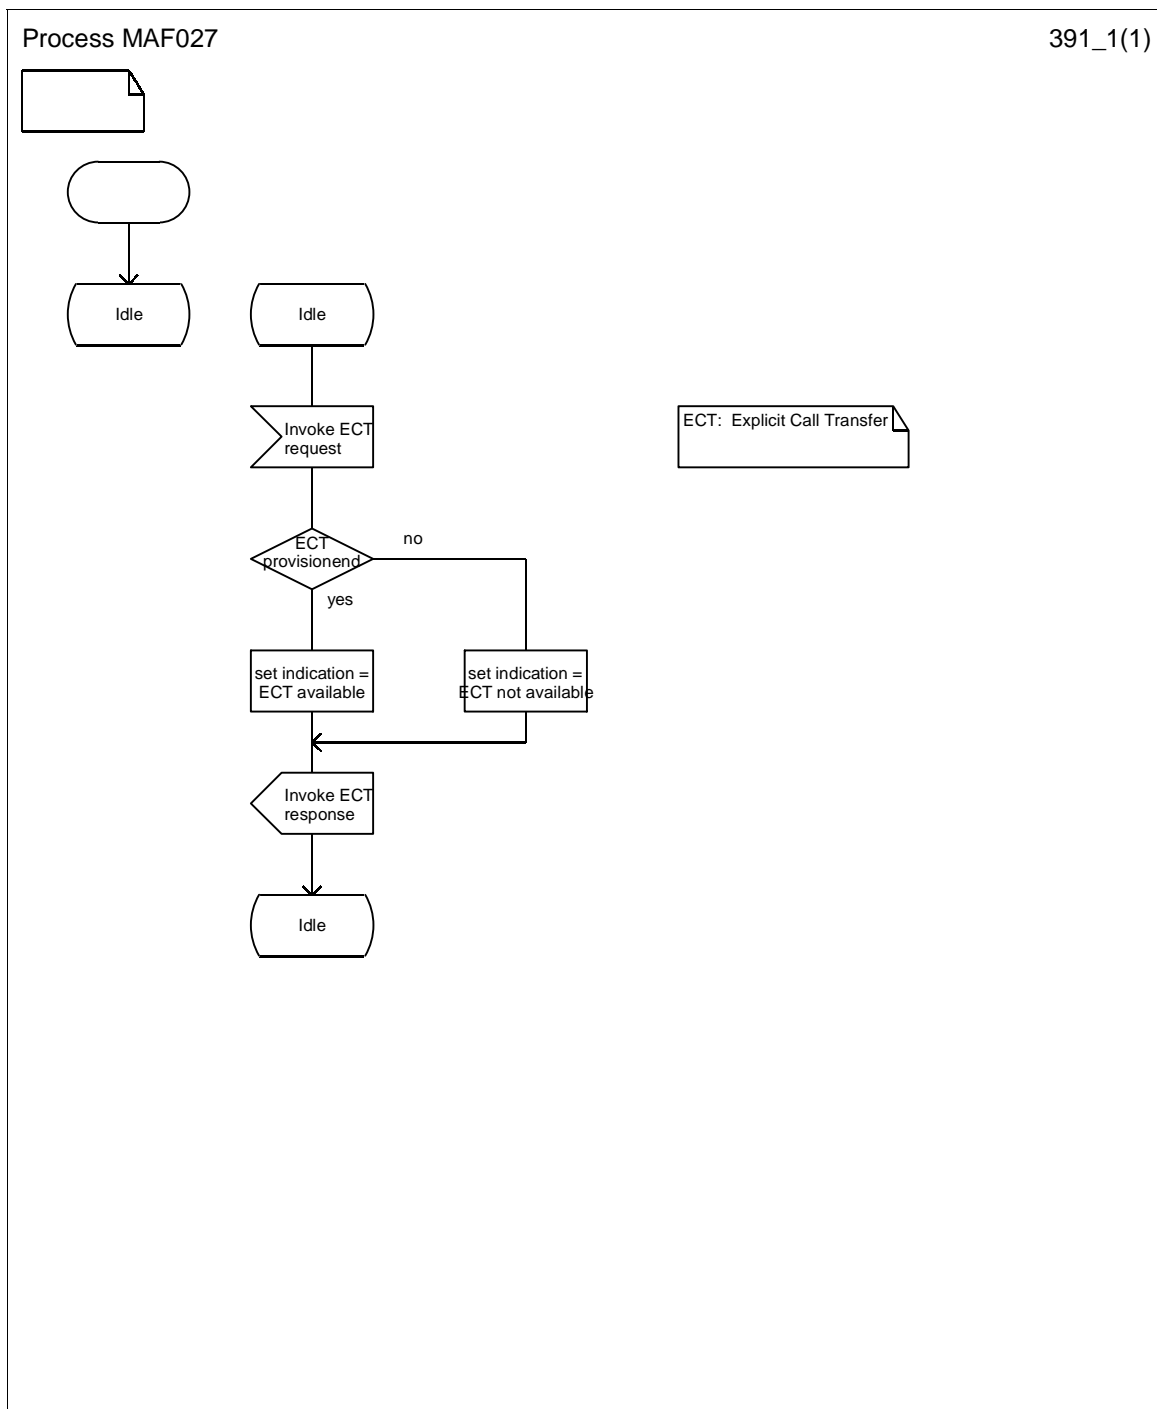 Process MAF027
391_1(1)
Idle
Idle
Invoke ECT
request
ECT: Explicit Call Transfer
ECT
provisionend
no
yes
set indication =
ECT available
set indication =
ECT not available
Invoke ECT
response
Idle